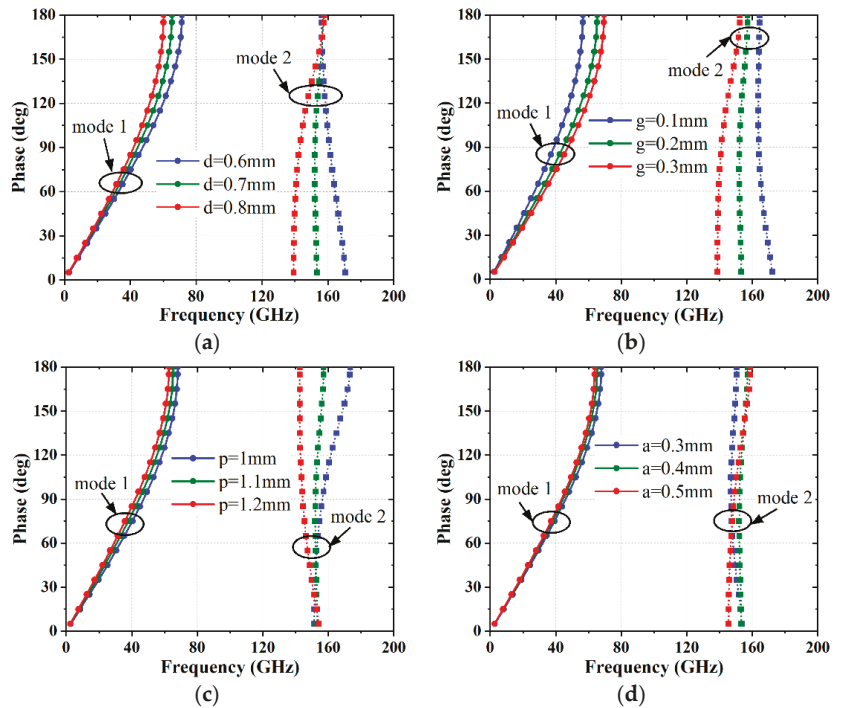 180
150
120
90
60
30
0
Phase (deg)
mode 1
mode 2
d=0.6mm
d=0.7mm
d=0.8mm
0 40 80 120 160 200
Frequency (GHz)
(a)
180
150
120
90
60
30
0
Phase (deg)
mode 2
mode 1
g=0.1mm
g=0.2mm
g=0.3mm
0 40 80 120 160 200
Frequency (GHz)
(b)
180
150
120
90
60
30
0
Phase (deg)
mode 1
p=1mm
p=1.1mm
p=1.2mm
mode 2
0 40 80 120 160 200
Frequency (GHz)
(c)
180
150
120
90
60
30
0
Phase (deg)
mode 1
a=0.3mm
a=0.4mm
a=0.5mm
mode 2
0 40 80 120 160 200
Frequency (GHz)
(d)